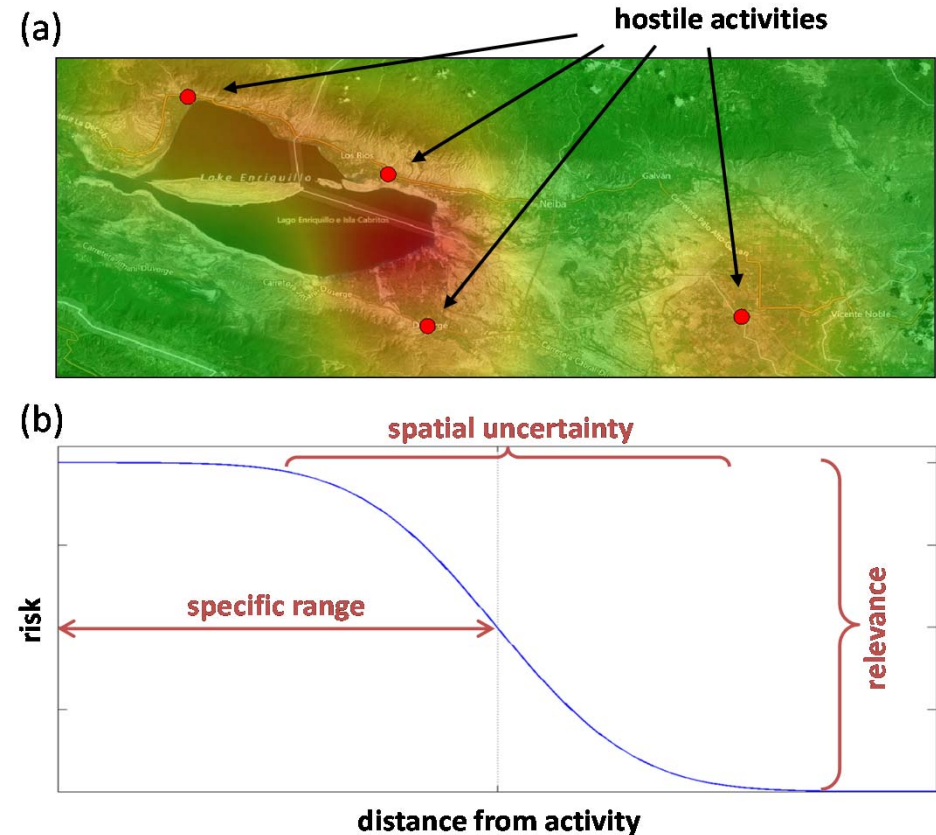 (a)
hostile activities
Los Ríos
Lake Enriquillo
Galván
Neiba
Lago Enriquillo e Isla Cabritos
Vicente Noble
(b)
spatial uncertainty
specific range
risk
relevance
distance from activity